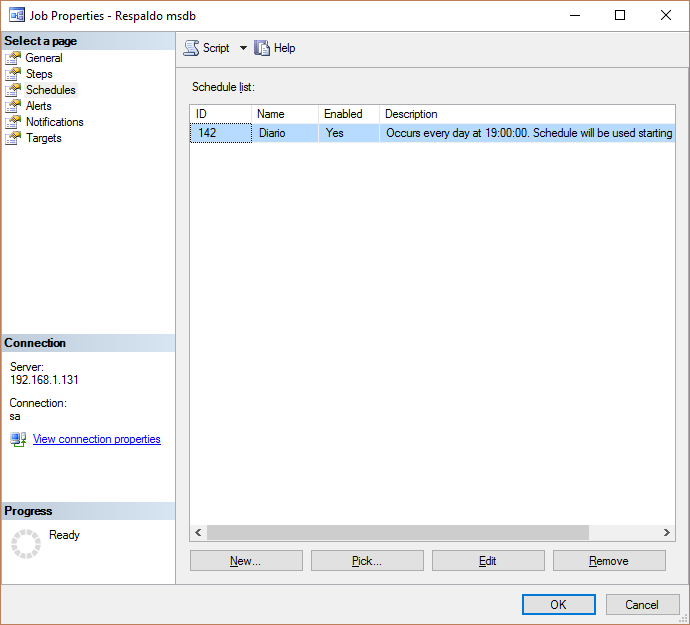 Job Properties - Respaldo msdb
Select a page
General
Steps
Schedules
Alerts
Notifications
Targets
Connection
Server:
192.168.1.131
Connection:
sa
View connection properties
Progress
Ready
Script Help
Schedule list:
ID Name Enabled Description
142 Diario Yes Occurs every day at 19:00:00. Schedule will be used starting
New... Pick... Edit Remove
OK Cancel